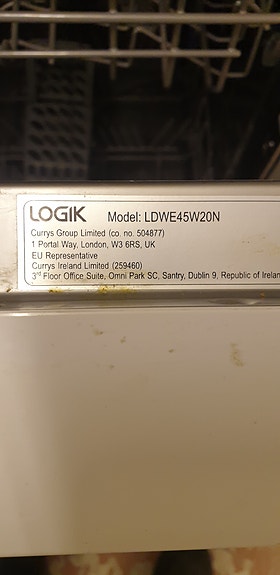 LOGIK Model: LDWE45W20N
Currys Group Limited (co. no. 504877)
1 Portal Way, London, W3 6RS, UK
EU Representative
Currys Ireland Limited (259460)
3rd Floor Office Suite, Omni Park SC, Santry, Dublin 9, Republic of Irelan